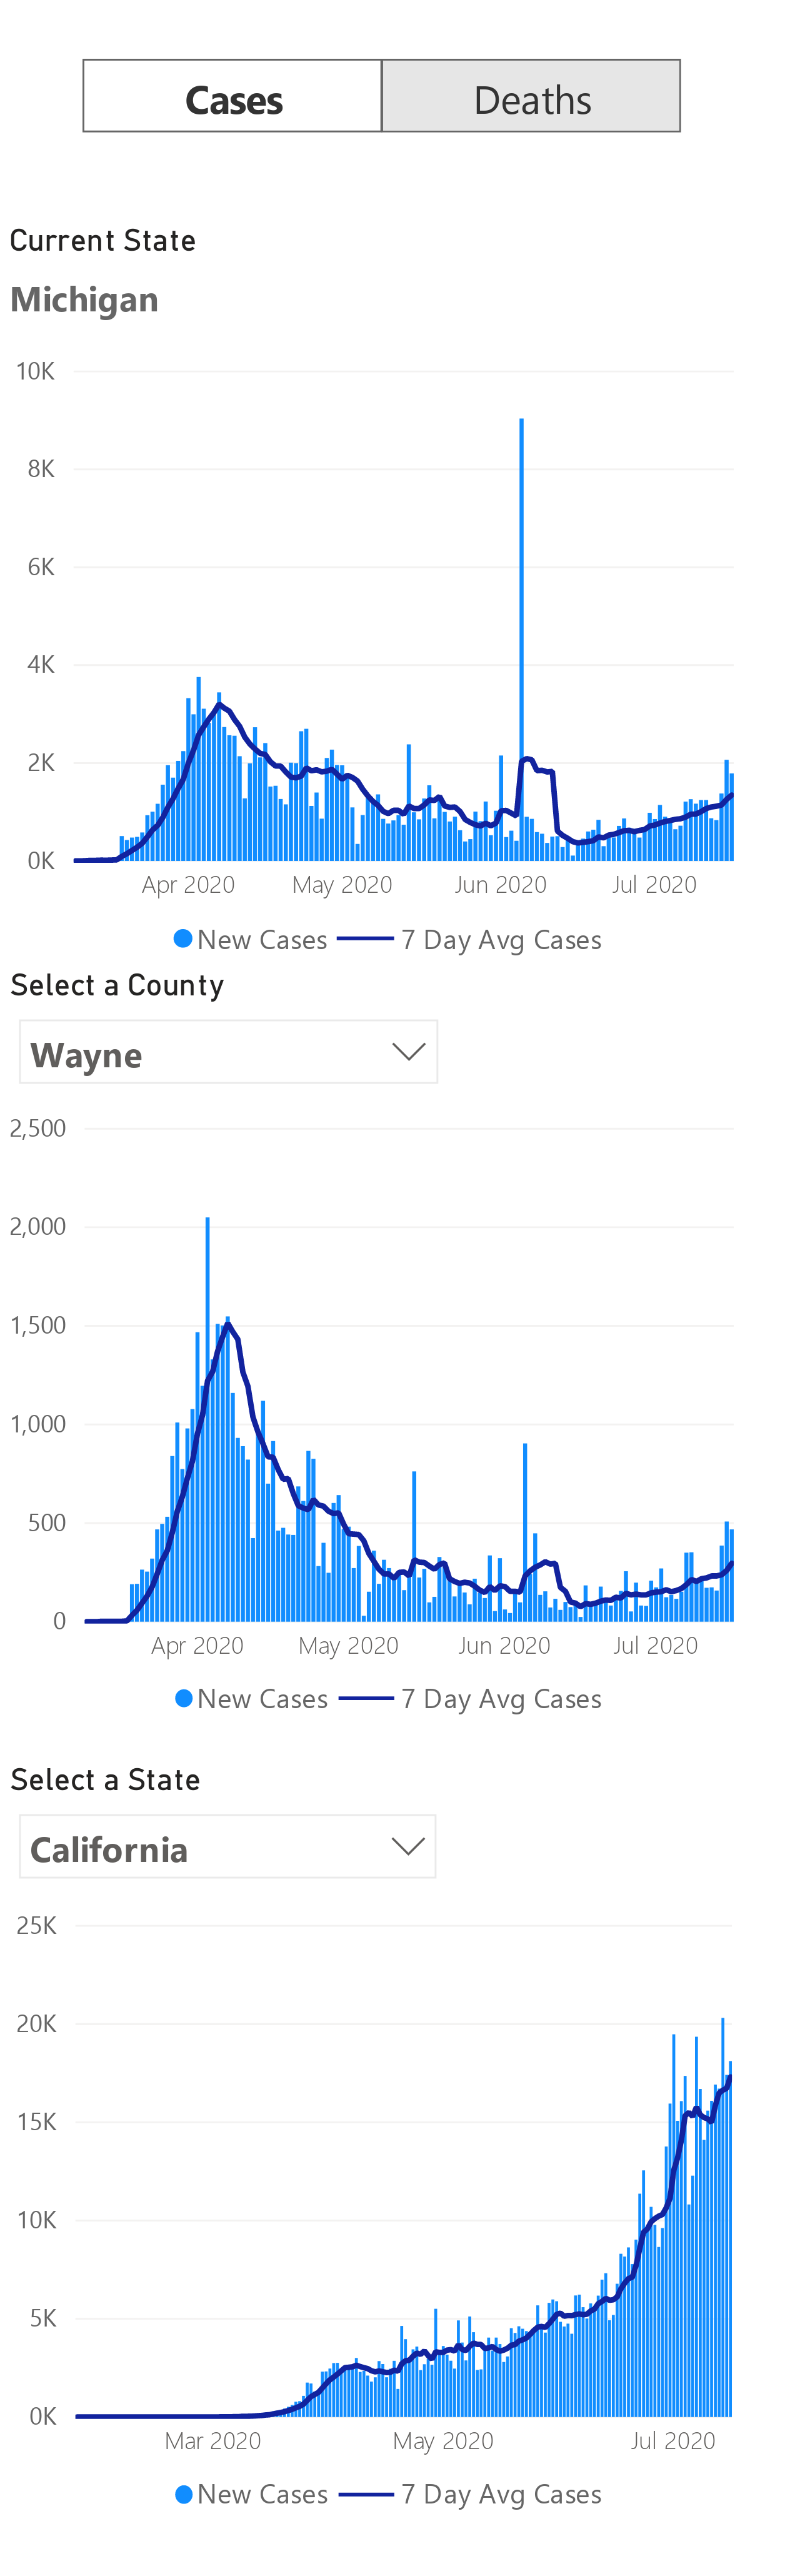 Cases Deaths
Current State
Michigan
10K
8K
6K
4K
2K
0K
Apr 2020 May 2020 Jun 2020 Jul 2020
New Cases 7 Day Avg Cases
Select a County
Wayne
2,500
2,000
1,500
1,000
500
0
Apr 2020 May 2020 Jun 2020 Jul 2020
New Cases 7 Day Avg Cases
Select a State
California
25K
20K
15K
10K
5K
0K
Mar 2020 May 2020 Jul 2020
New Cases 7 Day Avg Cases